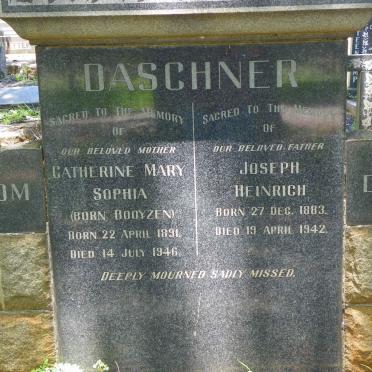 DASCHNER
SACRED TO THE MEMORY
OF
OUR BELOVED MOTHER
CATHERINE MARY
SOPHIA
(BORN BOOYZEN)
BORN 22 APRIL 1891.
DIED 14 JULY 1946.
SACRED TO THE MEMORY
OF
OUR BELOVED FATHER
JOSEPH
HEINRICH
BORN 27 DEC. 1883.
DIED 19 APRIL 1942.
DEEPLY MOURNED SADLY MISSED.
OM